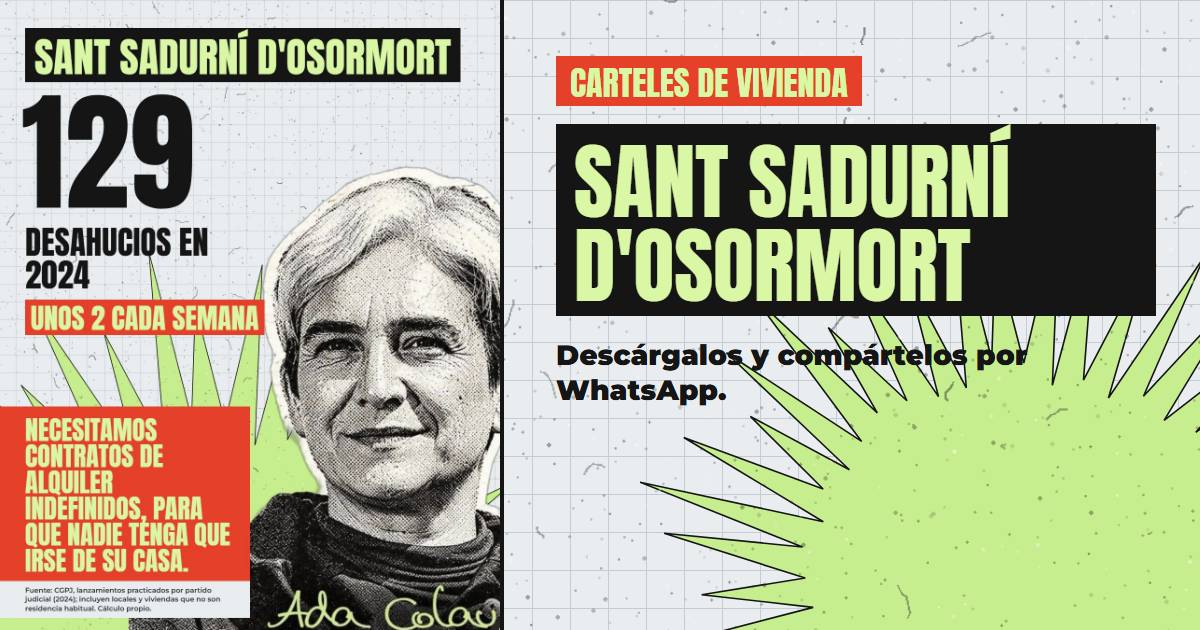 SANT SADURNÍ D'OSORMORT
129
DESAHUCIOS EN
2024
UNOS 2 CADA SEMANA
NECESITAMOS
CONTRATOS DE
ALQUILER
INDEFINIDOS, PARA
QUE NADIE TENGA QUE
IRSE DE SU CASA.
Fuente: CGPJ, lanzamientos practicados por partido
judicial (2024); incluyen locales y viviendas que no son
residencia habitual. Cálculo propio.
Ada Colau
CARTELES DE VIVIENDA
SANT SADURNÍ
D'OSORMORT
Descárgalos y compártelos por
WhatsApp.